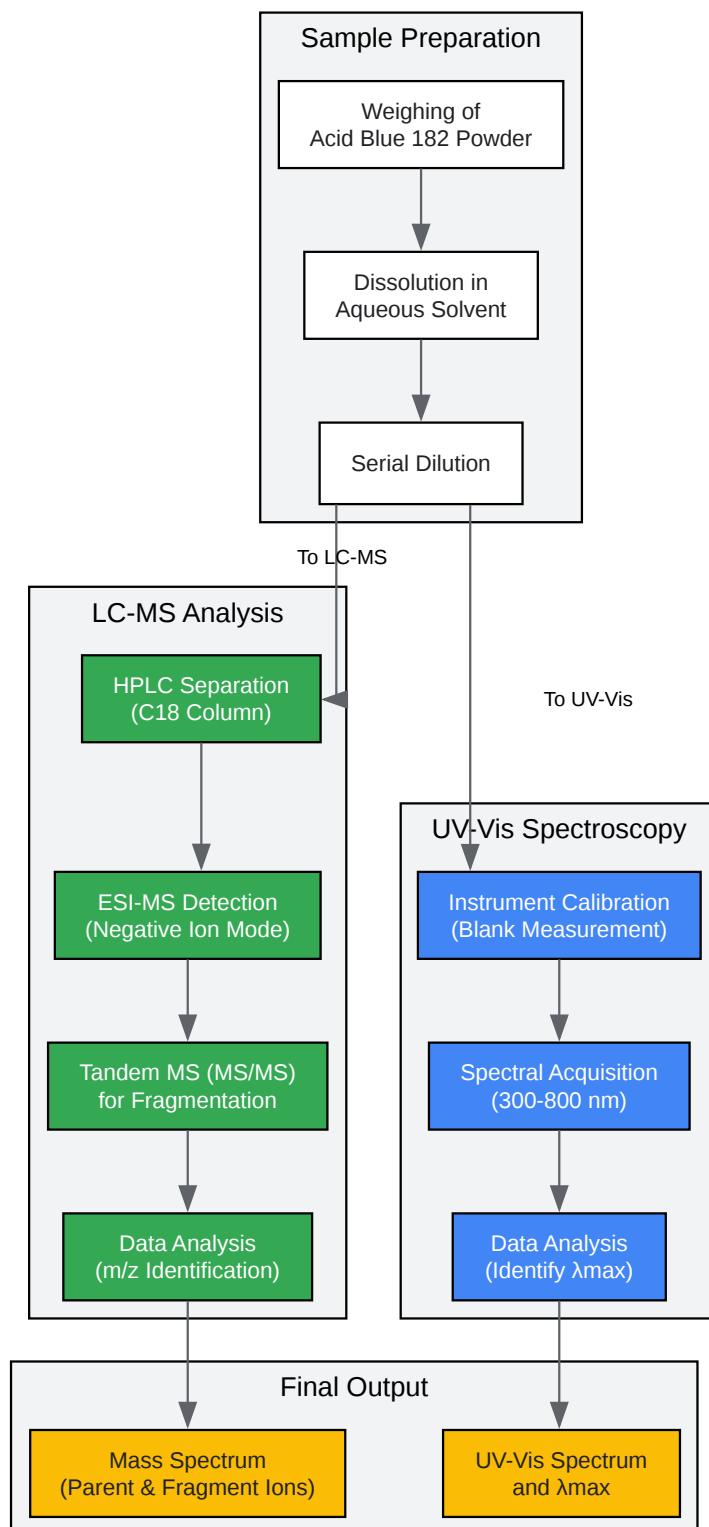 Sample Preparation
Weighing of
Acid Blue 182 Powder
Dissolution in
Aqueous Solvent
Serial Dilution
To LC-MS
LC-MS Analysis
HPLC Separation
(C18 Column)
To UV-Vis
UV-Vis Spectroscopy
ESI-MS Detection
(Negative Ion Mode)
Instrument Calibration
(Blank Measurement)
Tandem MS (MS/MS)
for Fragmentation
Spectral Acquisition
(300-800 nm)
Data Analysis
(m/z Identification)
Data Analysis
(Identify λmax)
Final Output
Mass Spectrum
(Parent & Fragment Ions)
UV-Vis Spectrum
and λmax